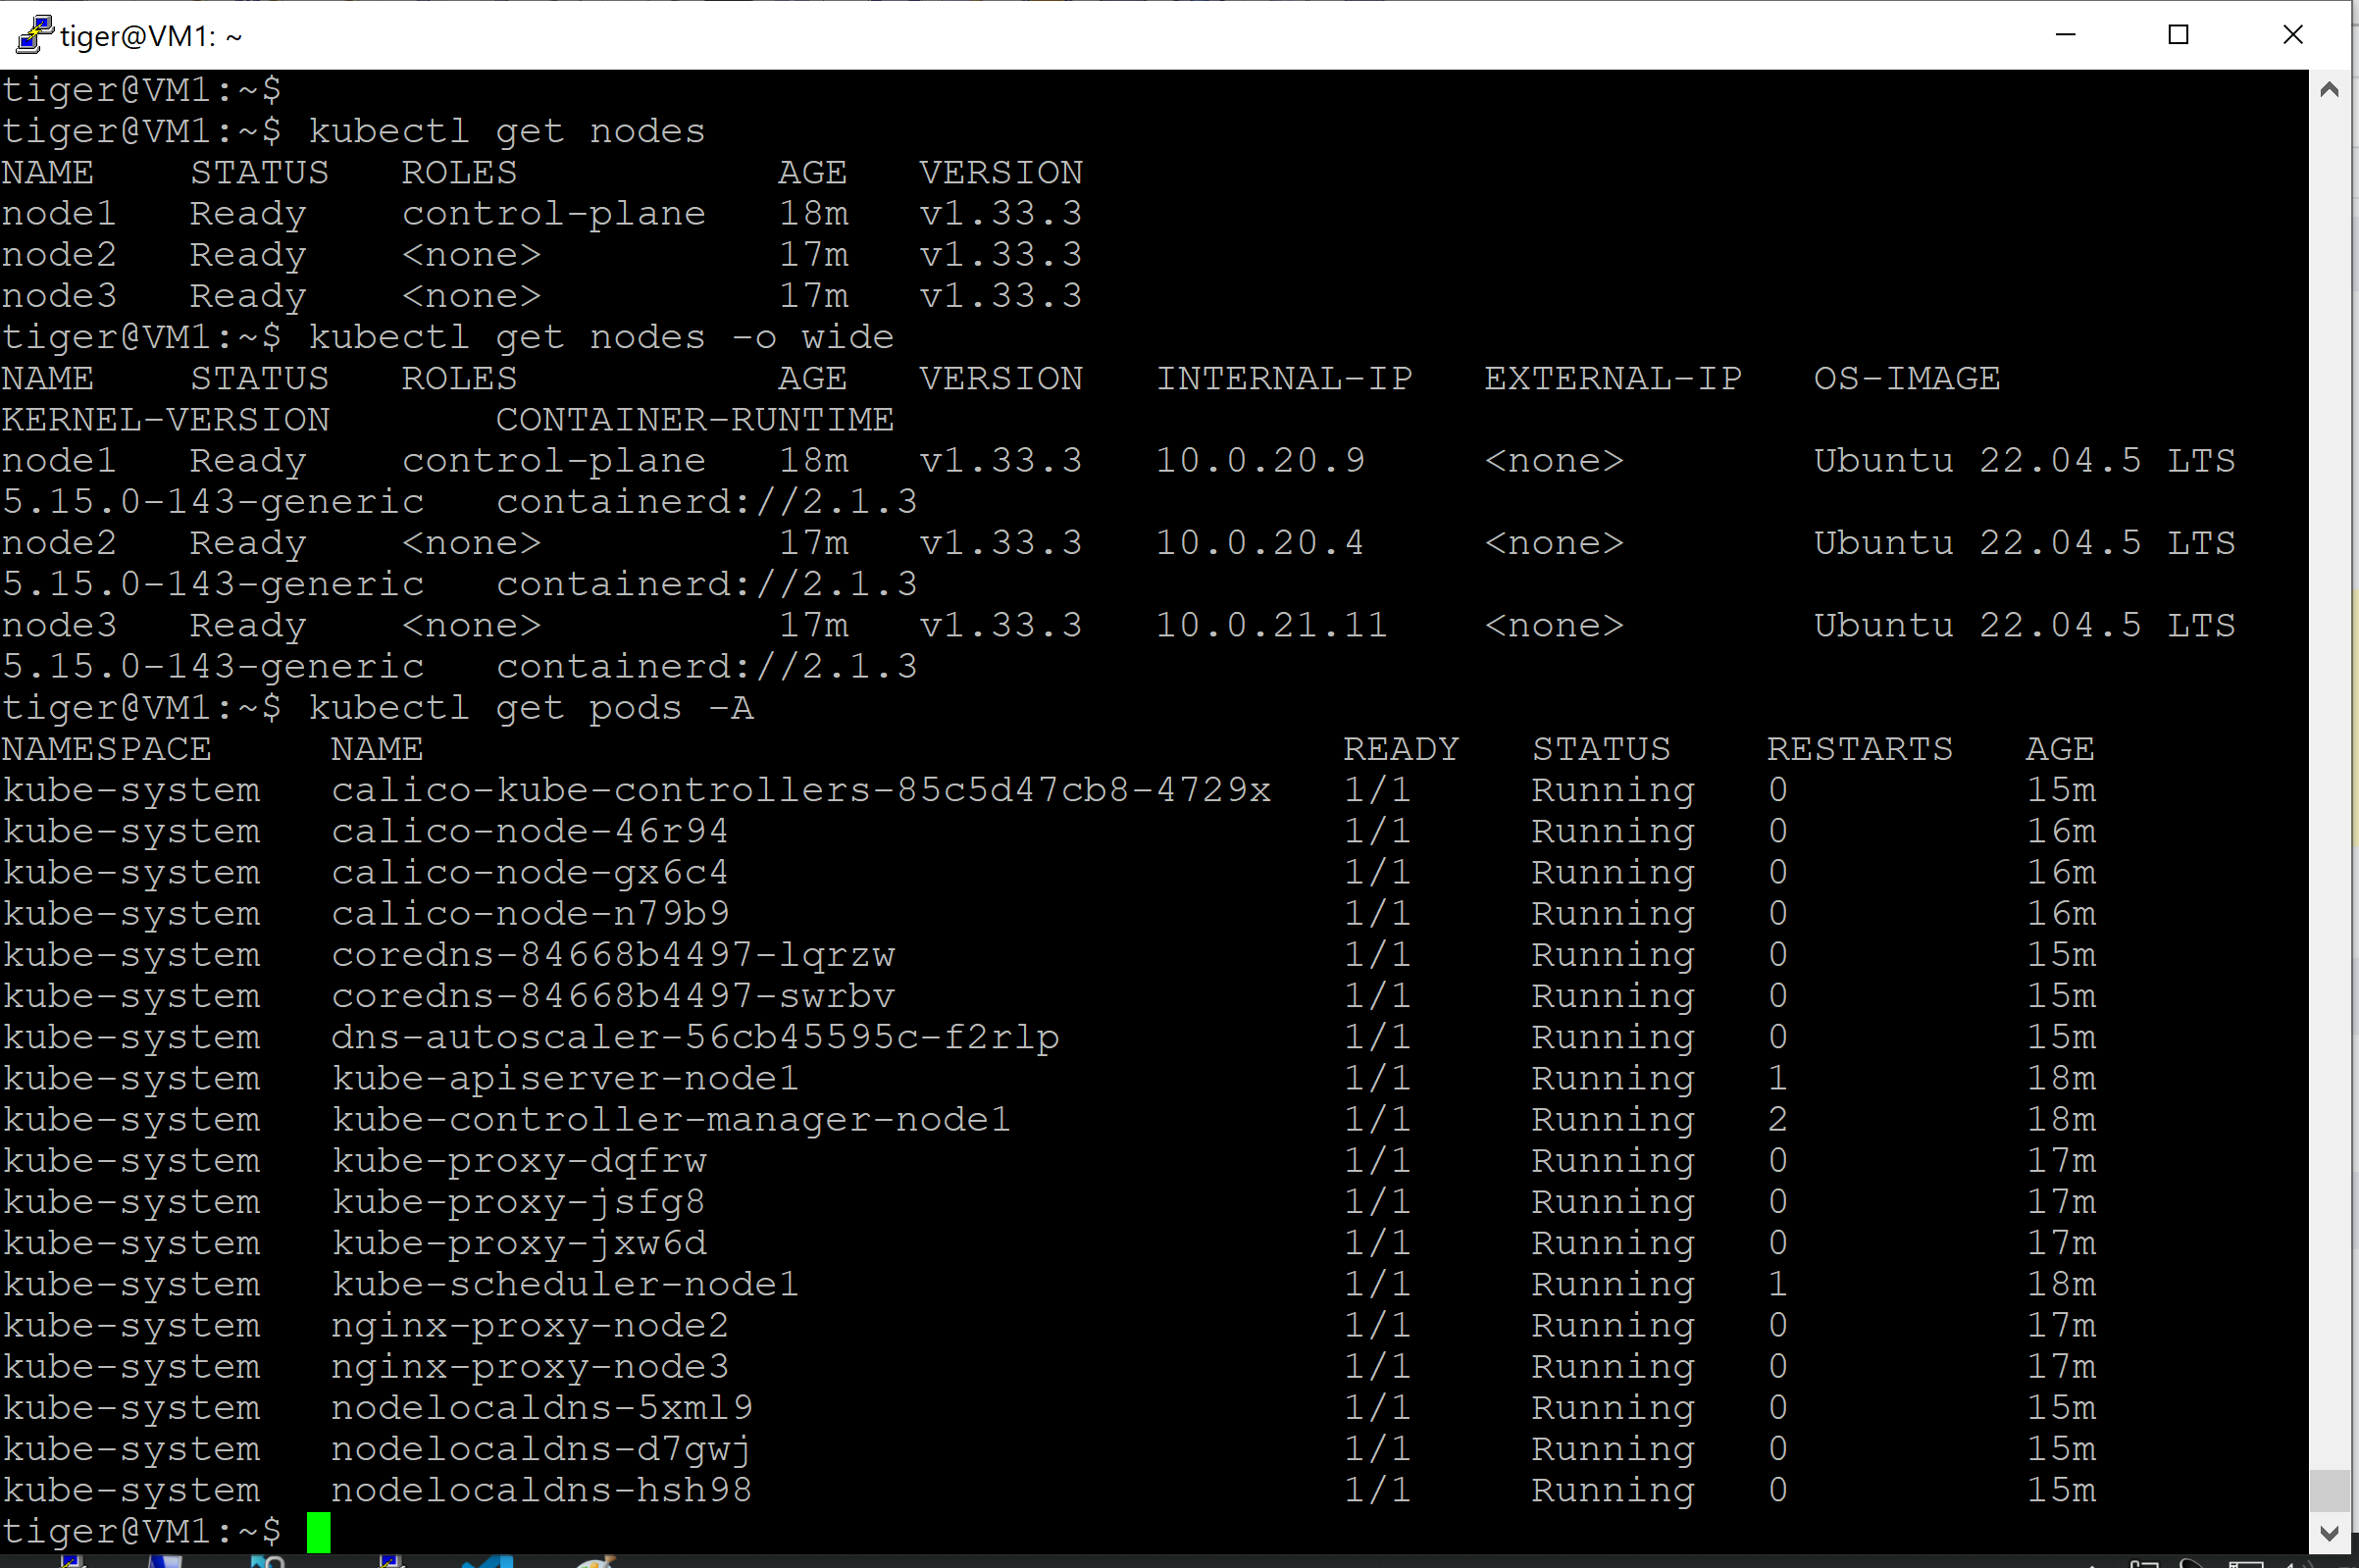 tiger@VM1: ~
tiger@VM1:~$
tiger@VM1:~$ kubectl get nodes
NAME    STATUS   ROLES           AGE   VERSION
node1   Ready    control-plane   18m   v1.33.3
node2   Ready    <none>          17m   v1.33.3
node3   Ready    <none>          17m   v1.33.3
tiger@VM1:~$ kubectl get nodes -o wide
NAME    STATUS   ROLES           AGE   VERSION   INTERNAL-IP   EXTERNAL-IP   OS-IMAGE
KERNEL-VERSION       CONTAINER-RUNTIME
node1   Ready    control-plane   18m   v1.33.3   10.0.20.9     <none>        Ubuntu 22.04.5 LTS
5.15.0-143-generic   containerd://2.1.3
node2   Ready    <none>          17m   v1.33.3   10.0.20.4     <none>        Ubuntu 22.04.5 LTS
5.15.0-143-generic   containerd://2.1.3
node3   Ready    <none>          17m   v1.33.3   10.0.21.11    <none>        Ubuntu 22.04.5 LTS
5.15.0-143-generic   containerd://2.1.3
tiger@VM1:~$ kubectl get pods -A
NAMESPACE     NAME                                       READY   STATUS    RESTARTS   AGE
kube-system   calico-kube-controllers-85c5d47cb8-4729x   1/1     Running   0          15m
kube-system   calico-node-46r94                          1/1     Running   0          16m
kube-system   calico-node-gx6c4                          1/1     Running   0          16m
kube-system   calico-node-n79b9                          1/1     Running   0          16m
kube-system   coredns-84668b4497-lqrzw                   1/1     Running   0          15m
kube-system   coredns-84668b4497-swrbv                   1/1     Running   0          15m
kube-system   dns-autoscaler-56cb45595c-f2rlp            1/1     Running   0          15m
kube-system   kube-apiserver-node1                       1/1     Running   1          18m
kube-system   kube-controller-manager-node1              1/1     Running   2          18m
kube-system   kube-proxy-dqfrw                           1/1     Running   0          17m
kube-system   kube-proxy-jsfg8                           1/1     Running   0          17m
kube-system   kube-proxy-jxw6d                           1/1     Running   0          17m
kube-system   kube-scheduler-node1                       1/1     Running   1          18m
kube-system   nginx-proxy-node2                          1/1     Running   0          17m
kube-system   nginx-proxy-node3                          1/1     Running   0          17m
kube-system   nodelocaldns-5xml9                         1/1     Running   0          15m
kube-system   nodelocaldns-d7gwj                         1/1     Running   0          15m
kube-system   nodelocaldns-hsh98                         1/1     Running   0          15m
tiger@VM1:~$